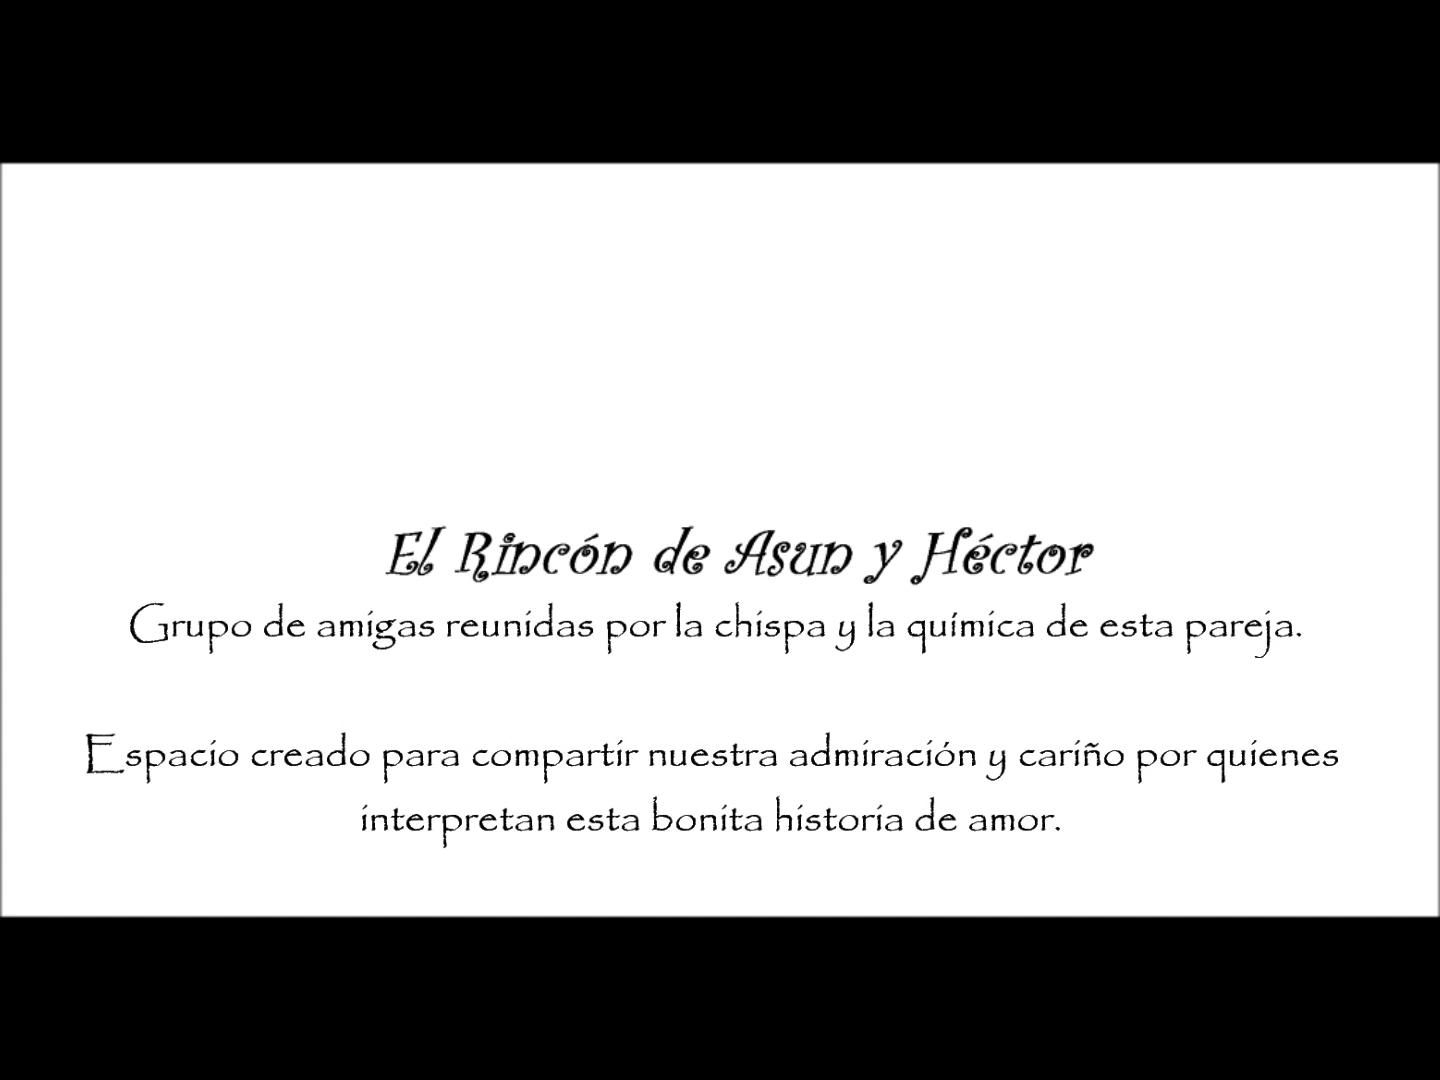 El Rincón de Asun y Héctor
Grupo de amigas reunidas por la chispa y la química de esta pareja.
Espacio creado para compartir nuestra admiración y cariño por quienes
interpretan esta bonita historia de amor.